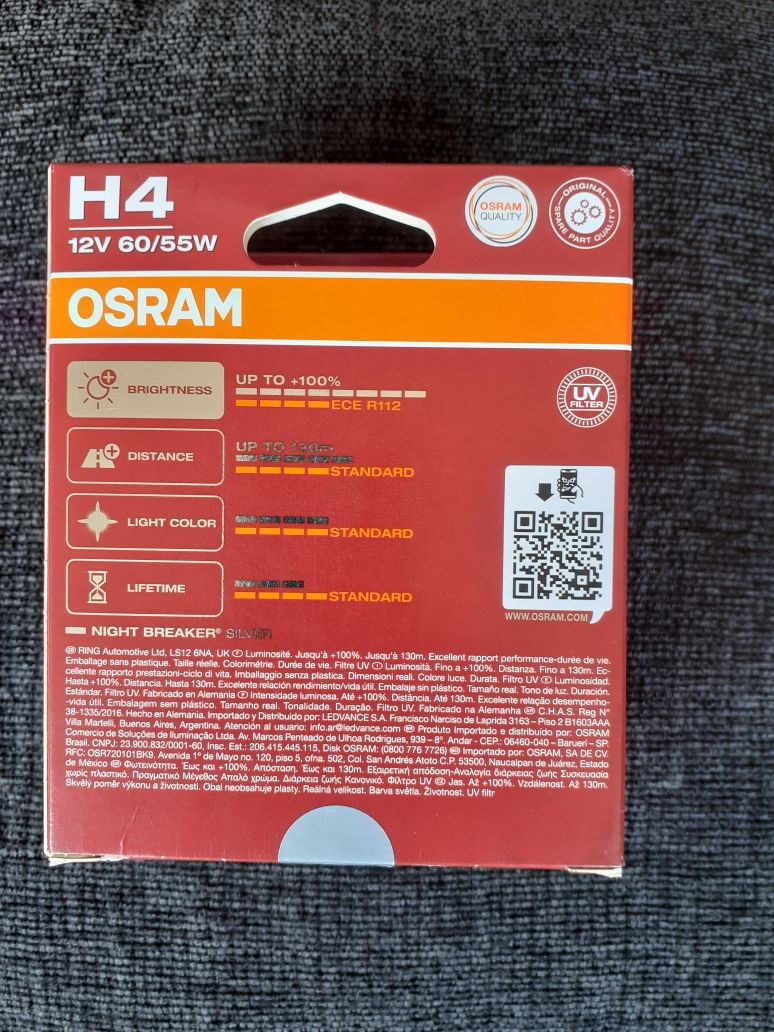 H4
12V 60/55W
OSRAM
QUALITY
ORIGINAL
SPARE PART QUALITY
OSRAM
BRIGHTNESS
UP TO +100%
ECE R112
UV
FILTER
DISTANCE
UP TO 130m
STANDARD
LIGHT COLOR
STANDARD
LIFETIME
STANDARD
WWW.OSRAM.COM
NIGHT BREAKER® SILVER
GB RING Automotive Ltd, LS12 6NA, UK F Luminosité. Jusqu'à +100%. Jusqu'à 130m. Excellent rapport performance-durée de vie.
Emballage sans plastique. Taille réelle. Colorimétrie. Durée de vie. Filtre UV I Luminosità. Fino a +100%. Distanza. Fino a 130m. Ec-
cellente rapporto prestazioni-ciclo di vita. Imballaggio senza plastica. Dimensioni reali. Colore luce. Durata. Filtro UV E Luminosidad.
Hasta +100%. Distancia. Hasta 130m. Excelente relación rendimiento/vida útil. Embalaje sin plástico. Tamaño real. Tono de luz. Duración.
Estándar. Filtro UV. Fabricado en Alemania P Intensidade luminosa. Até +100%. Distância. Até 130m. Excelente relação desempenho-
-vida útil. Embalagem sem plástico. Tamanho real. Tonalidade. Duração. Filtro UV. Fabricado na Alemanha C.H.A.S. Reg N°
38-1335/2016. Hecho en Alemania. Importado y Distribuido por: LEDVANCE S.A. Francisco Narciso de Laprida 3163 – Piso 2 B1603AAA
Villa Martelli, Buenos Aires, Argentina. Atención al usuario: info.ar@ledvance.com Produto Importado e distribuido por: OSRAM
Comercio de Soluções de Iluminação Ltda. Av. Marcos Penteado de Ulhoa Rodrigues, 939 – 8°. Andar - CEP.: 06460-040 – Barueri – SP.
Brasil. CNPJ: 23.900.832/0001-60, Insc. Est.: 206.415.445.115, Disk OSRAM: (0800 776 7726) Importado por: OSRAM, SA DE CV.
RFC: OSR720101BK9. Avenida 1° de Mayo no. 120, piso 5, ofna. 502, Col. San Andrés Atoto C.P. 53500, Naucalpan de Juárez, Estado
de México Φωτεινότητα. Έως και +100%. Απόσταση. Έως και 130m. Εξαιρετική απόδοση-Αναλογία διάρκειας ζωής Συσκευασία
χωρίς πλαστικό. Πραγματικό Μέγεθος Απαλό χρώμα. Διάρκεια ζωής Κανονικό. Φίλτρο UV Jas. Až +100%. Vzdálenost. Až 130m.
Skvělý poměr výkonu a životnosti. Obal neobsahuje plasty. Reálná velikost. Barva světla. Životnost. UV filtr